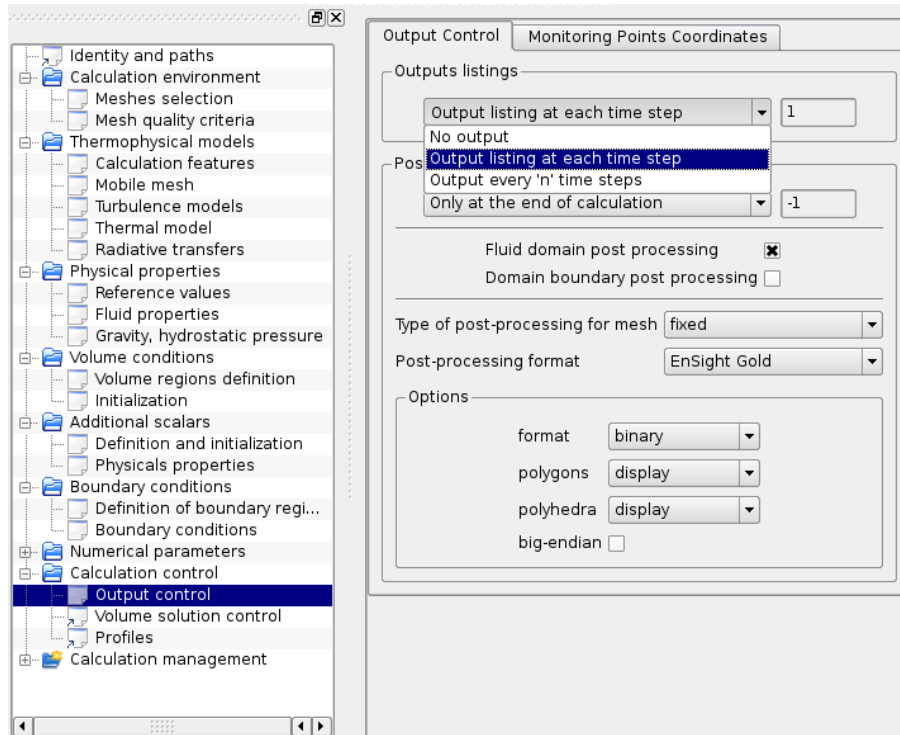 Identity and paths
Calculation environment
Meshes selection
Mesh quality criteria
Thermophysical models
Calculation features
Mobile mesh
Turbulence models
Thermal model
Radiative transfers
Physical properties
Reference values
Fluid properties
Gravity, hydrostatic pressure
Volume conditions
Volume regions definition
Initialization
Additional scalars
Definition and initialization
Physicals properties
Boundary conditions
Definition of boundary regi...
Boundary conditions
Numerical parameters
Calculation control
Output control
Volume solution control
Profiles
Calculation management
Output Control
Monitoring Points Coordinates
Outputs listings
Output listing at each time step
1
No output
Output listing at each time step
Output every 'n' time steps
Pos
Only at the end of calculation
-1
Fluid domain post processing
Domain boundary post processing
Type of post-processing for mesh fixed
Post-processing format EnSight Gold
Options
format binary
polygons display
polyhedra display
big-endian